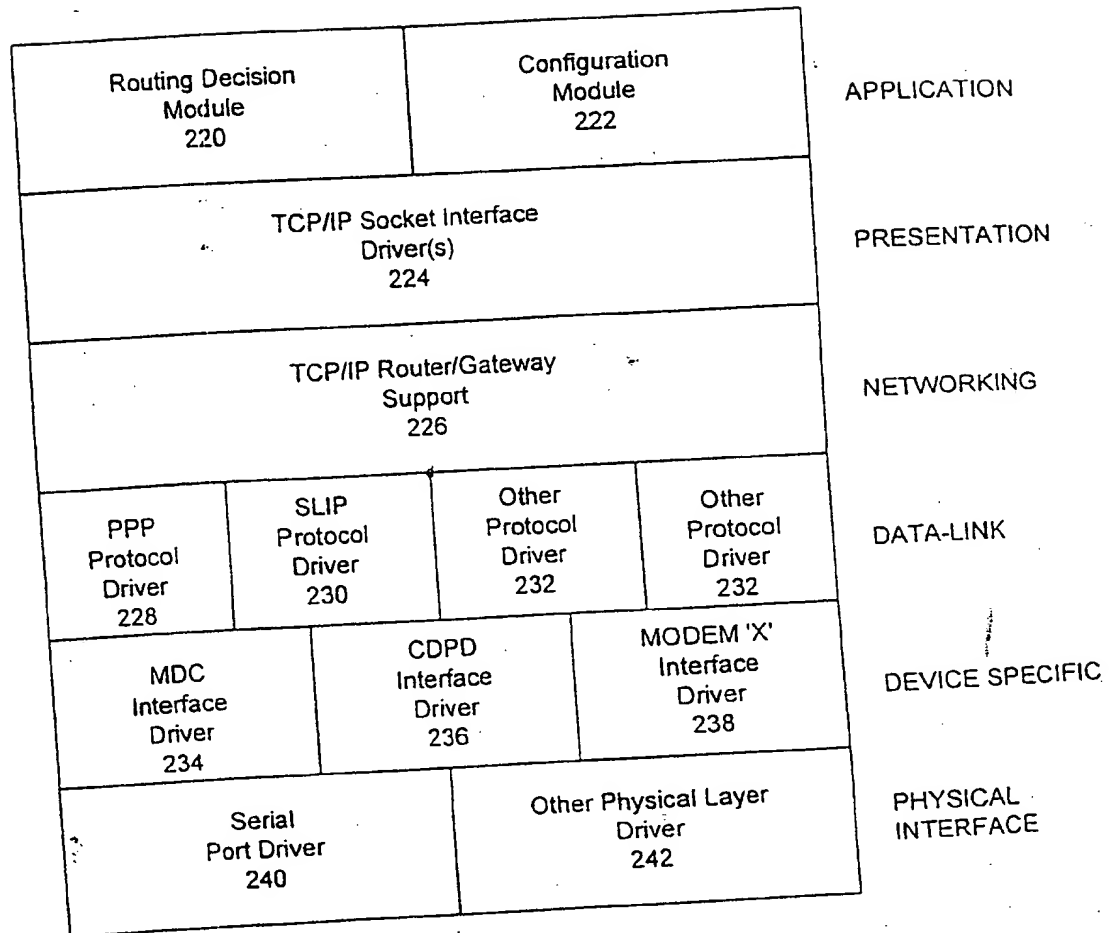 Routing Decision
Module
220
Configuration
Module
222
APPLICATION
TCP/IP Socket Interface
Driver(s)
224
PRESENTATION
TCP/IP Router/Gateway
Support
226
NETWORKING
PPP
Protocol
Driver
228
SLIP
Protocol
Driver
230
Other
Protocol
Driver
232
Other
Protocol
Driver
232
DATA-LINK
MDC
Interface
Driver
234
CDPD
Interface
Driver
236
MODEM 'X'
Interface
Driver
238
DEVICE SPECIFIC
Serial
Port Driver
240
Other Physical Layer
Driver
242
PHYSICAL
INTERFACE